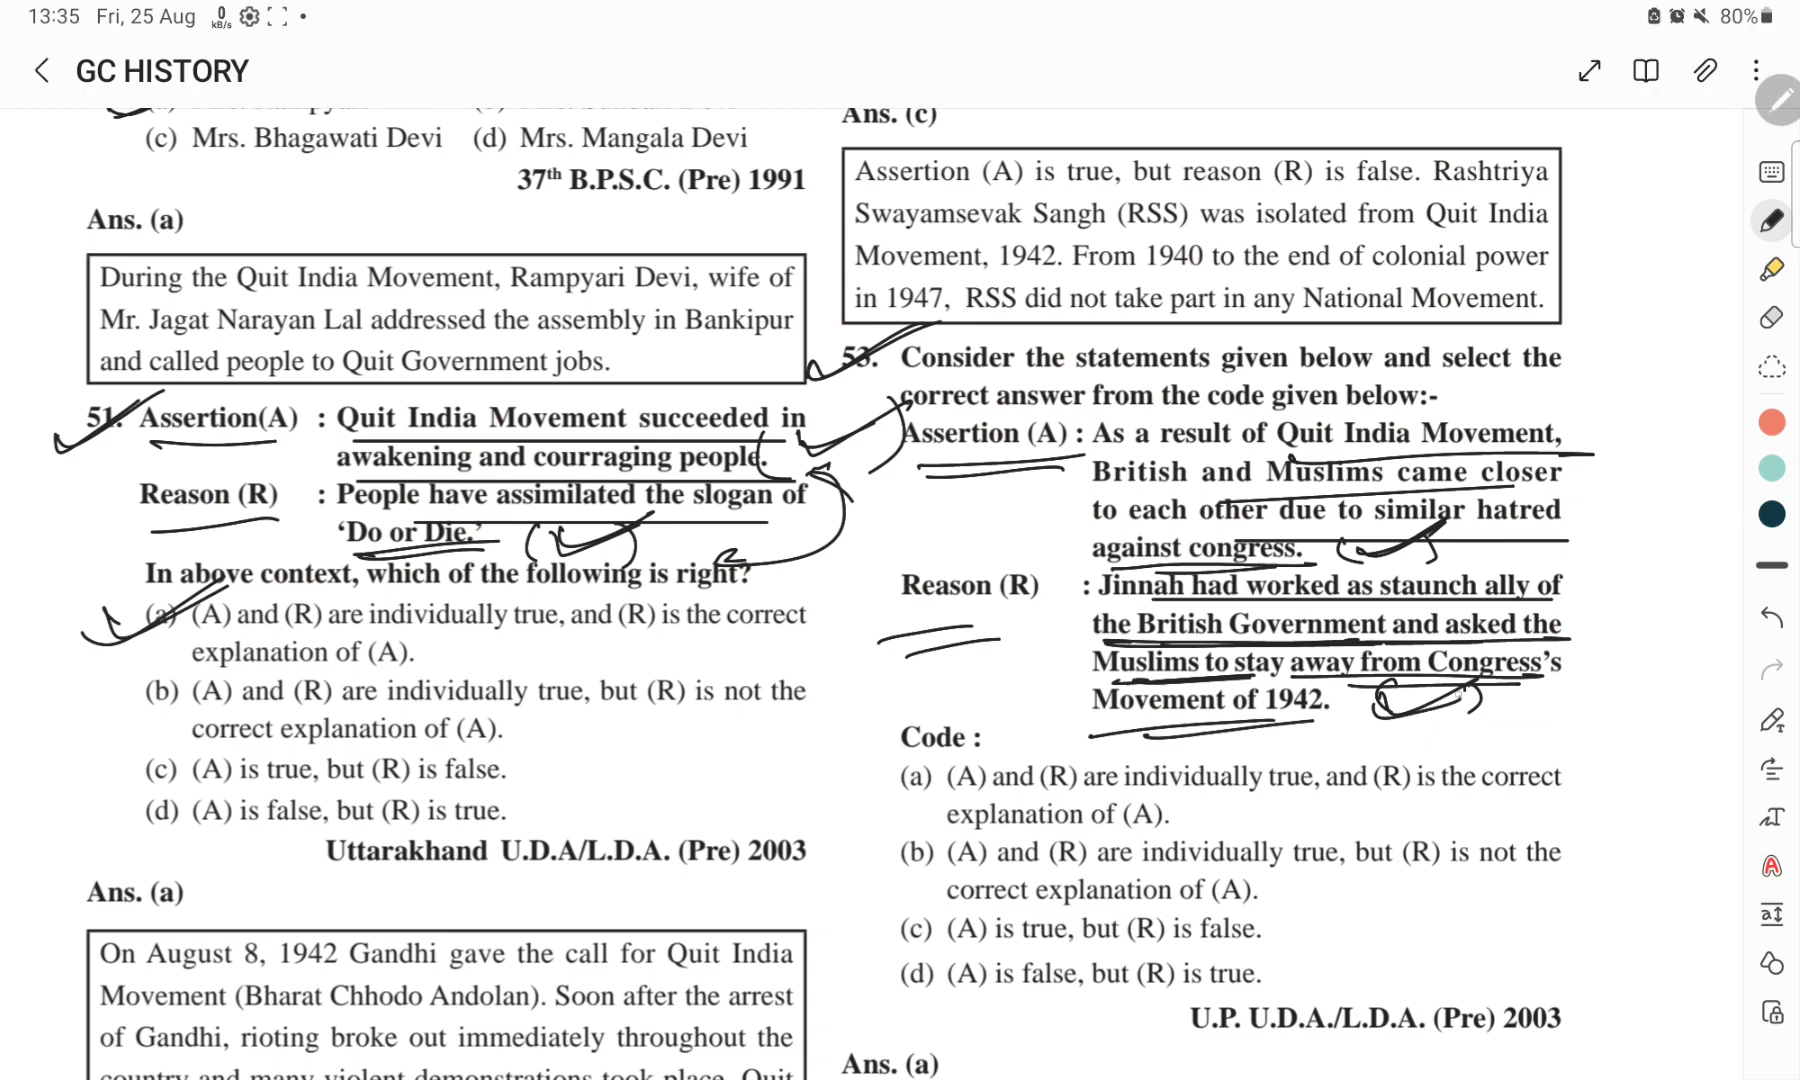 13:35 Fri, 25 Aug 0 kB/s 80%
GC HISTORY
(c) Mrs. Bhagawati Devi (d) Mrs. Mangala Devi
37th B.P.S.C. (Pre) 1991
Ans. (a)
During the Quit India Movement, Rampyari Devi, wife of
Mr. Jagat Narayan Lal addressed the assembly in Bankipur
and called people to Quit Government jobs.
51. Assertion(A) : Quit India Movement succeeded in
awakening and courraging people.
Reason (R) : People have assimilated the slogan of
‘Do or Die.’
In above context, which of the following is right?
(a) (A) and (R) are individually true, and (R) is the correct
explanation of (A).
(b) (A) and (R) are individually true, but (R) is not the
correct explanation of (A).
(c) (A) is true, but (R) is false.
(d) (A) is false, but (R) is true.
Uttarakhand U.D.A/L.D.A. (Pre) 2003
Ans. (a)
On August 8, 1942 Gandhi gave the call for Quit India
Movement (Bharat Chhodo Andolan). Soon after the arrest
of Gandhi, rioting broke out immediately throughout the
country and many violent demonstrations took place. Quit
Ans. (c)
Assertion (A) is true, but reason (R) is false. Rashtriya
Swayamsevak Sangh (RSS) was isolated from Quit India
Movement, 1942. From 1940 to the end of colonial power
in 1947, RSS did not take part in any National Movement.
53. Consider the statements given below and select the
correct answer from the code given below:-
Assertion (A) : As a result of Quit India Movement,
British and Muslims came closer
to each other due to similar hatred
against congress.
Reason (R) : Jinnah had worked as staunch ally of
the British Government and asked the
Muslims to stay away from Congress’s
Movement of 1942.
Code :
(a) (A) and (R) are individually true, and (R) is the correct
explanation of (A).
(b) (A) and (R) are individually true, but (R) is not the
correct explanation of (A).
(c) (A) is true, but (R) is false.
(d) (A) is false, but (R) is true.
U.P. U.D.A./L.D.A. (Pre) 2003
Ans. (a)